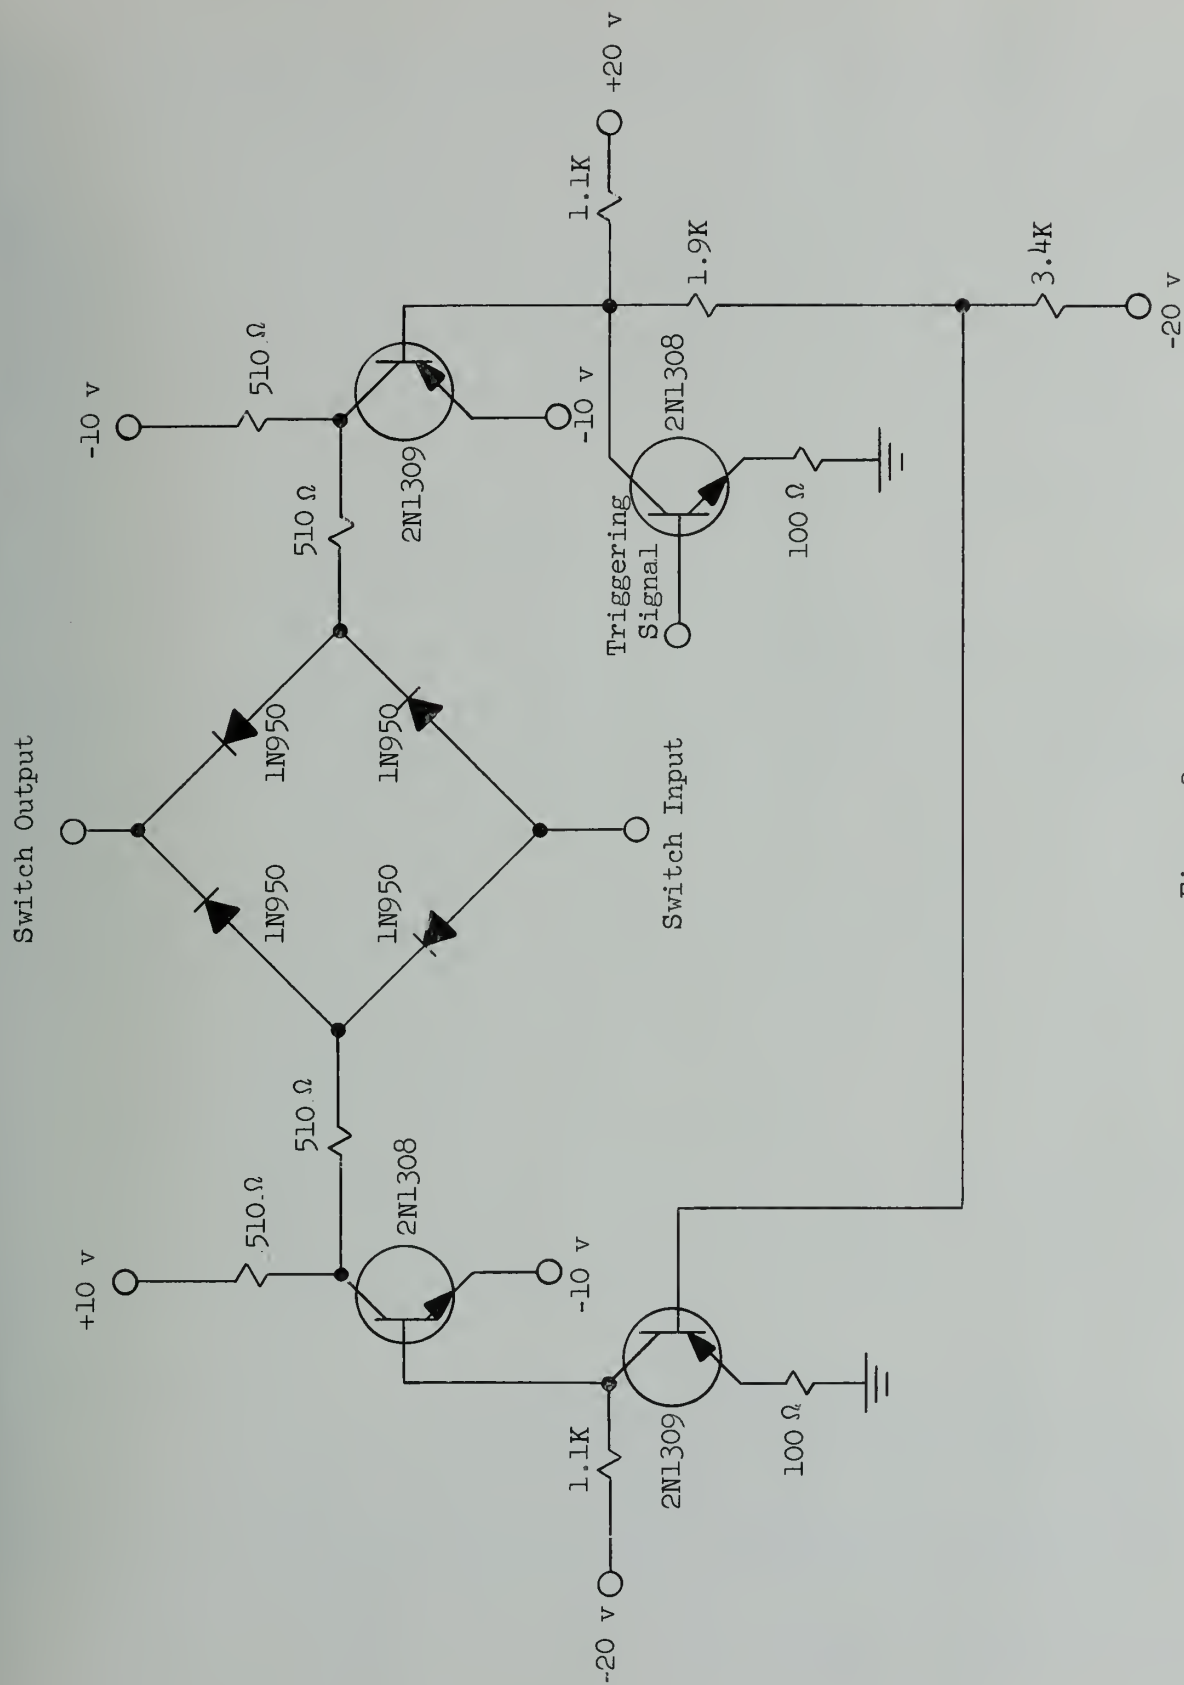 Switch Output
+10 v
-10 v
510 Ω
510 Ω
1N950
1N950
510 Ω
510 Ω
1N950
1N950
2N1308
2N1309
-10 v
-10 v
1.1K
1.1K
-20 v
+20 v
Triggering
Signal
Switch Input
2N1309
2N1308
1.9K
100 Ω
100 Ω
3.4K
-20 v